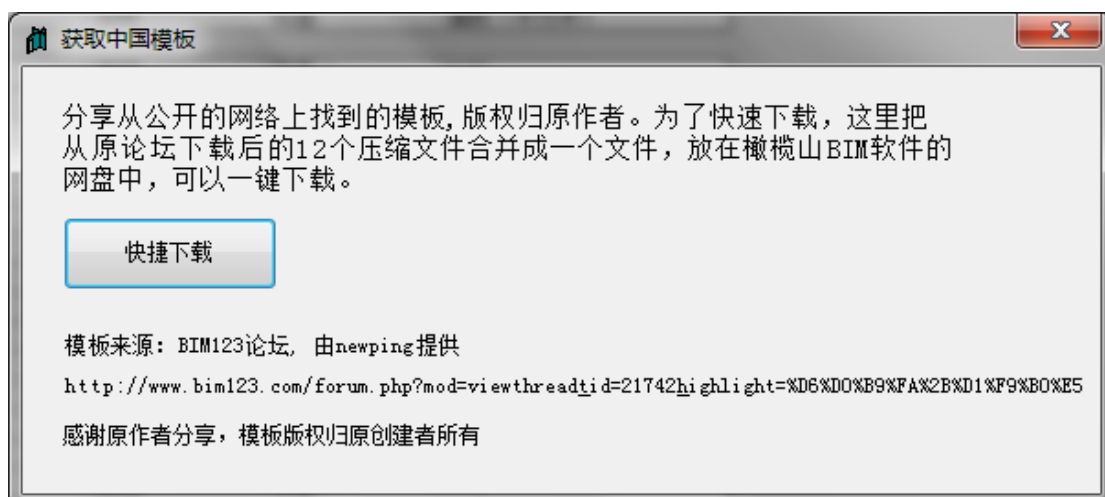 获取中国模板
分享从公开的网络上找到的模板,版权归原作者。为了快速下载，这里把
从原论坛下载后的12个压缩文件合并成一个文件，放在橄榄山BIM软件的
网盘中，可以一键下载。
快捷下载
模板来源：BIM123论坛, 由newping提供
http://www.bim123.com/forum.php?mod=viewthreadtid=21742highlight=%D6%D0%B9%FA%2B%D1%F9%B0%E5
感谢原作者分享，模板版权归原创建者所有